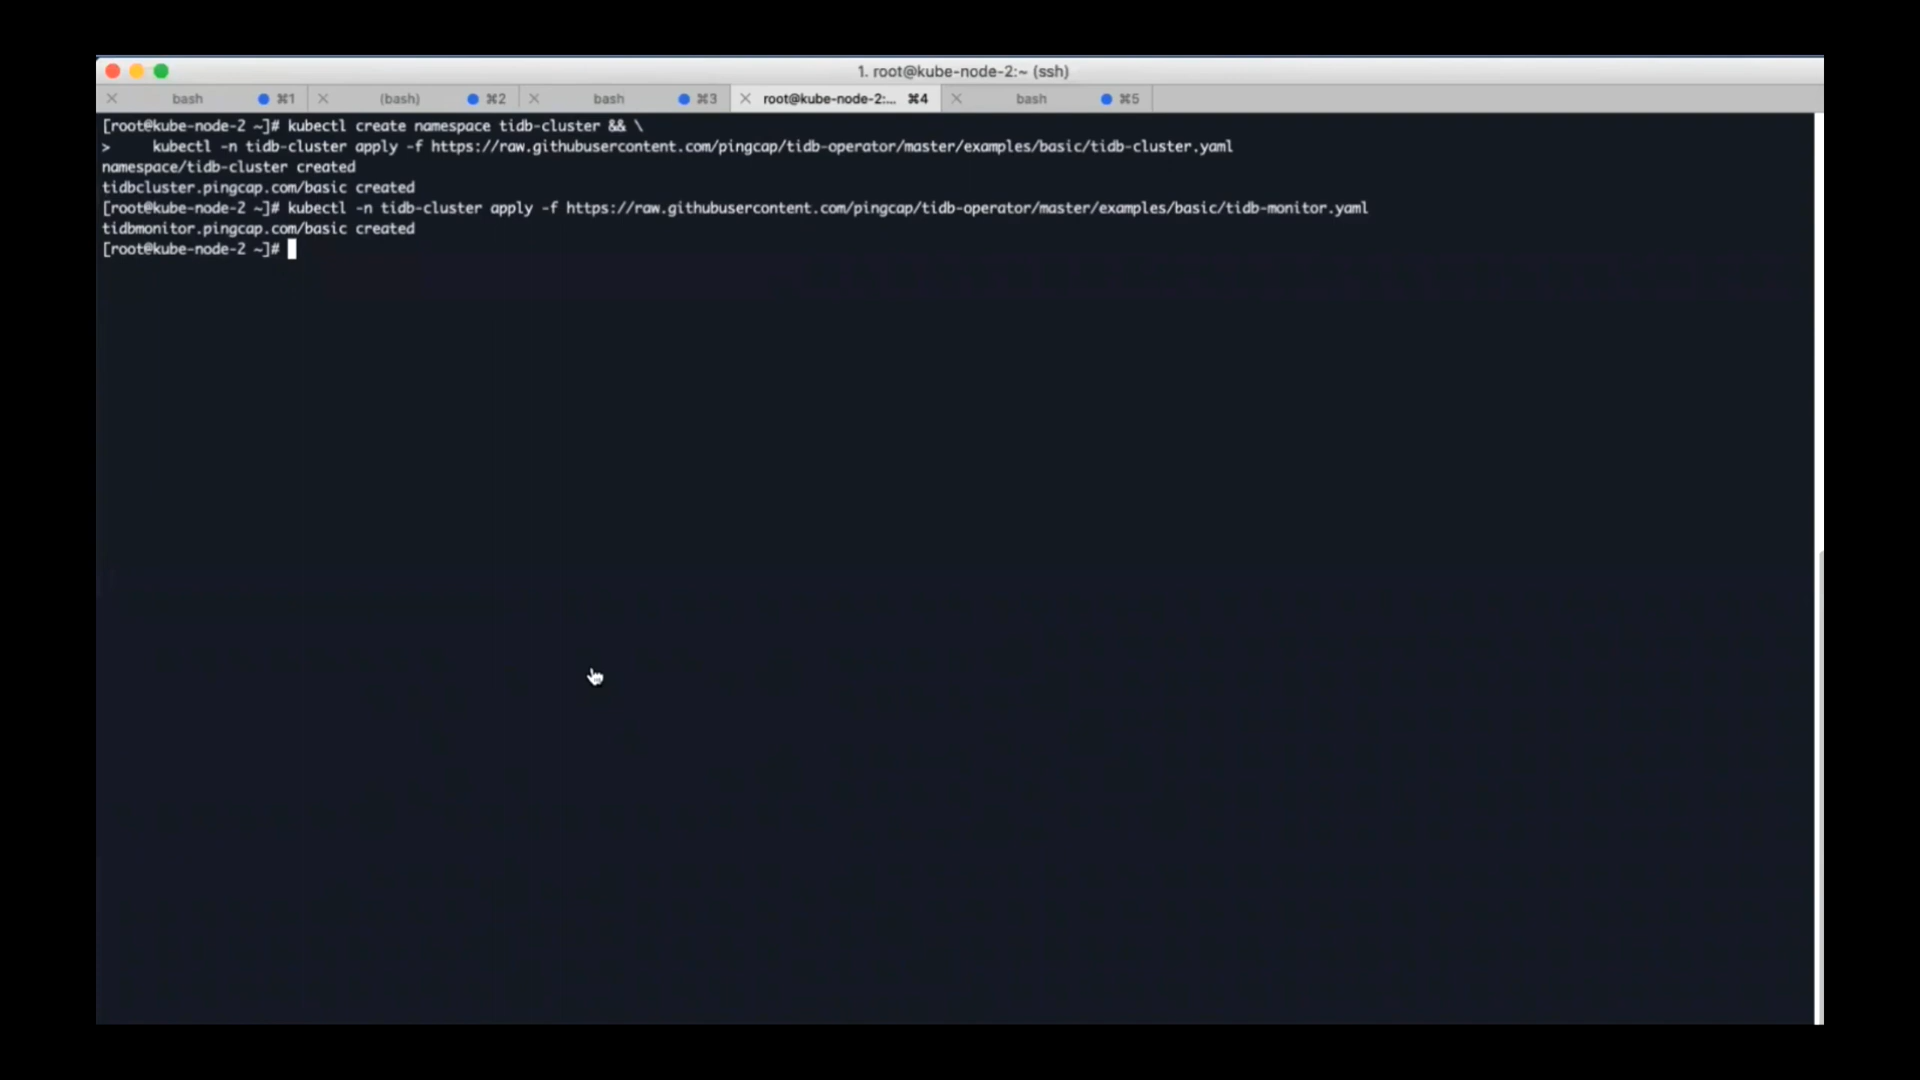 1. root@kube-node-2:~ (ssh)
bash ⌘1 (bash) ⌘2 bash ⌘3 root@kube-node-2:... ⌘4 bash ⌘5
[root@kube-node-2 ~]# kubectl create namespace tidb-cluster && \
>     kubectl -n tidb-cluster apply -f https://raw.githubusercontent.com/pingcap/tidb-operator/master/examples/basic/tidb-cluster.yaml
namespace/tidb-cluster created
tidbcluster.pingcap.com/basic created
[root@kube-node-2 ~]# kubectl -n tidb-cluster apply -f https://raw.githubusercontent.com/pingcap/tidb-operator/master/examples/basic/tidb-monitor.yaml
tidbmonitor.pingcap.com/basic created
[root@kube-node-2 ~]#